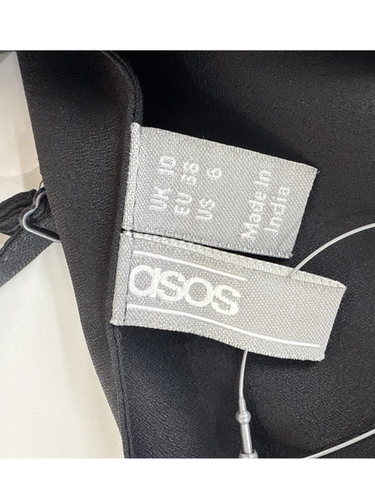 UK 10
EU 38
US 6
Made In
India
asos